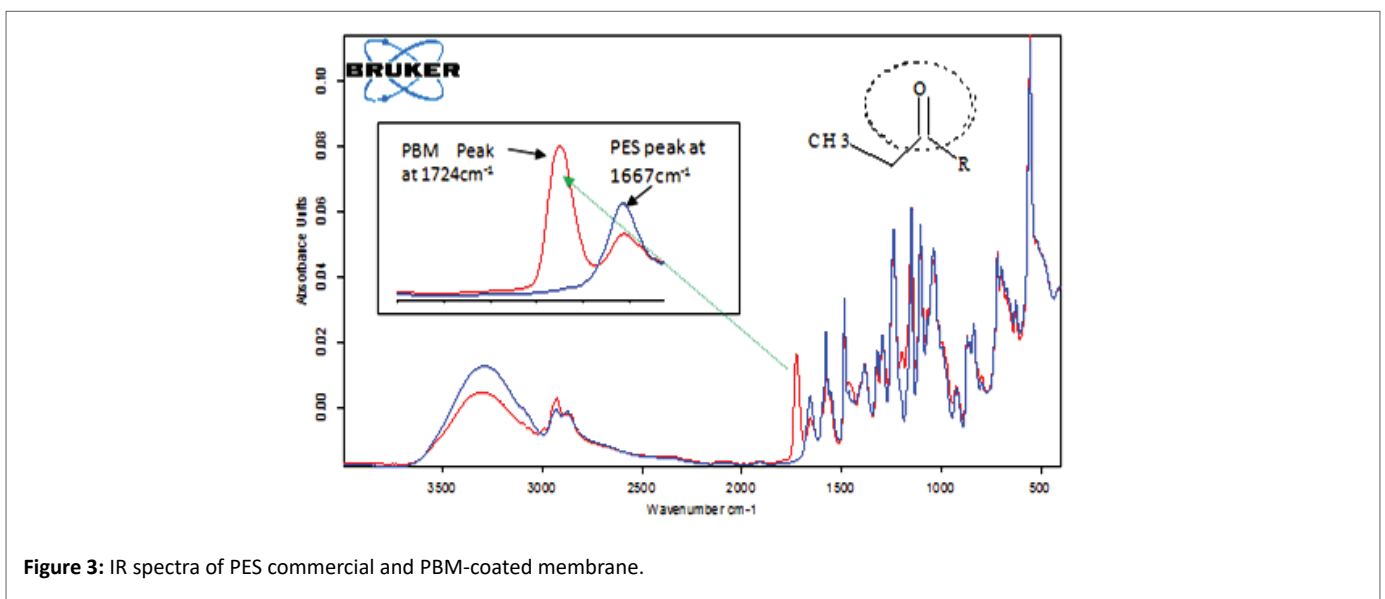 BRUKER
PBM Peak
at 1724cm⁻¹
PES peak at
1667cm⁻¹
O
CH3
R
Absorbance Units
0.10
0.08
0.06
0.04
0.02
0.00
3500 3000 2500 2000 1500 1000 500
Wavenumber cm-1
Figure 3: IR spectra of PES commercial and PBM-coated membrane.